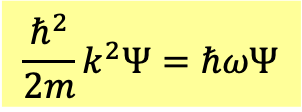 ℏ²/2m k²Ψ = ℏωΨ